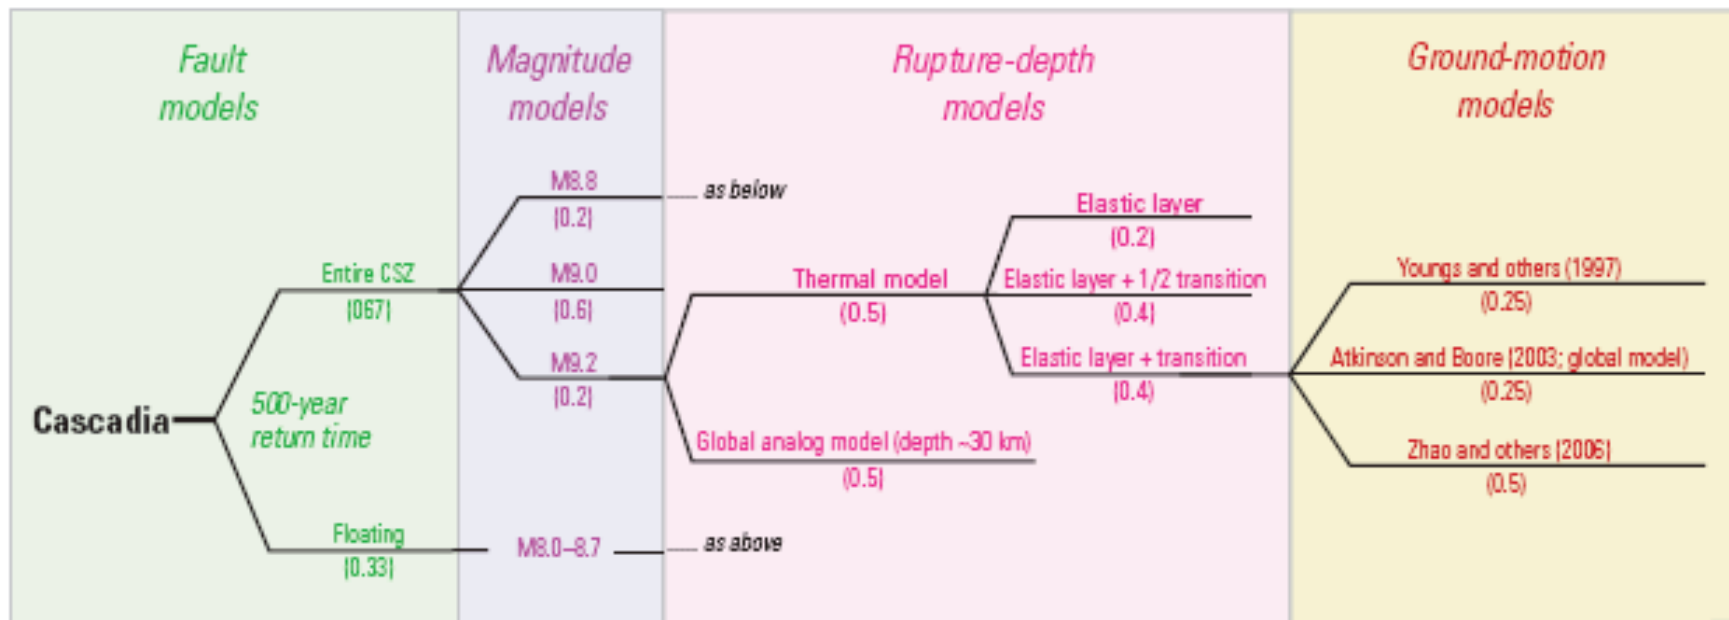 Fault
models
Magnitude
models
Rupture-depth
models
Ground-motion
models
Cascadia
500-year
return time
Entire CSZ
(067)
Floating
(0.33)
M8.8
(0.2)
M9.0
(0.6)
M9.2
(0.2)
M8.0–8.7
as below
as above
Thermal model
(0.5)
Global analog model (depth ~30 km)
(0.5)
Elastic layer
(0.2)
Elastic layer + 1/2 transition
(0.4)
Elastic layer + transition
(0.4)
Youngs and others (1997)
(0.25)
Atkinson and Boore (2003; global model)
(0.25)
Zhao and others (2006)
(0.5)